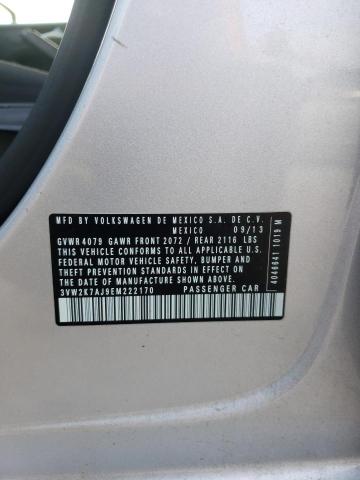 MFD BY VOLKSWAGEN DE MEXICO S.A. DE C.V.
MEXICO 09/13
GVWR 4079 GAWR FRONT 2072 / REAR 2116 LBS
THIS VEHICLE CONFORMS TO ALL APPLICABLE U.S.
FEDERAL MOTOR VEHICLE SAFETY, BUMPER AND
THEFT PREVENTION STANDARDS IN EFFECT ON
THE DATE OF MANUFACTURE SHOWN ABOVE.
3VW2K7AJ9EM222170 PASSENGER CAR
4046641 1019 M